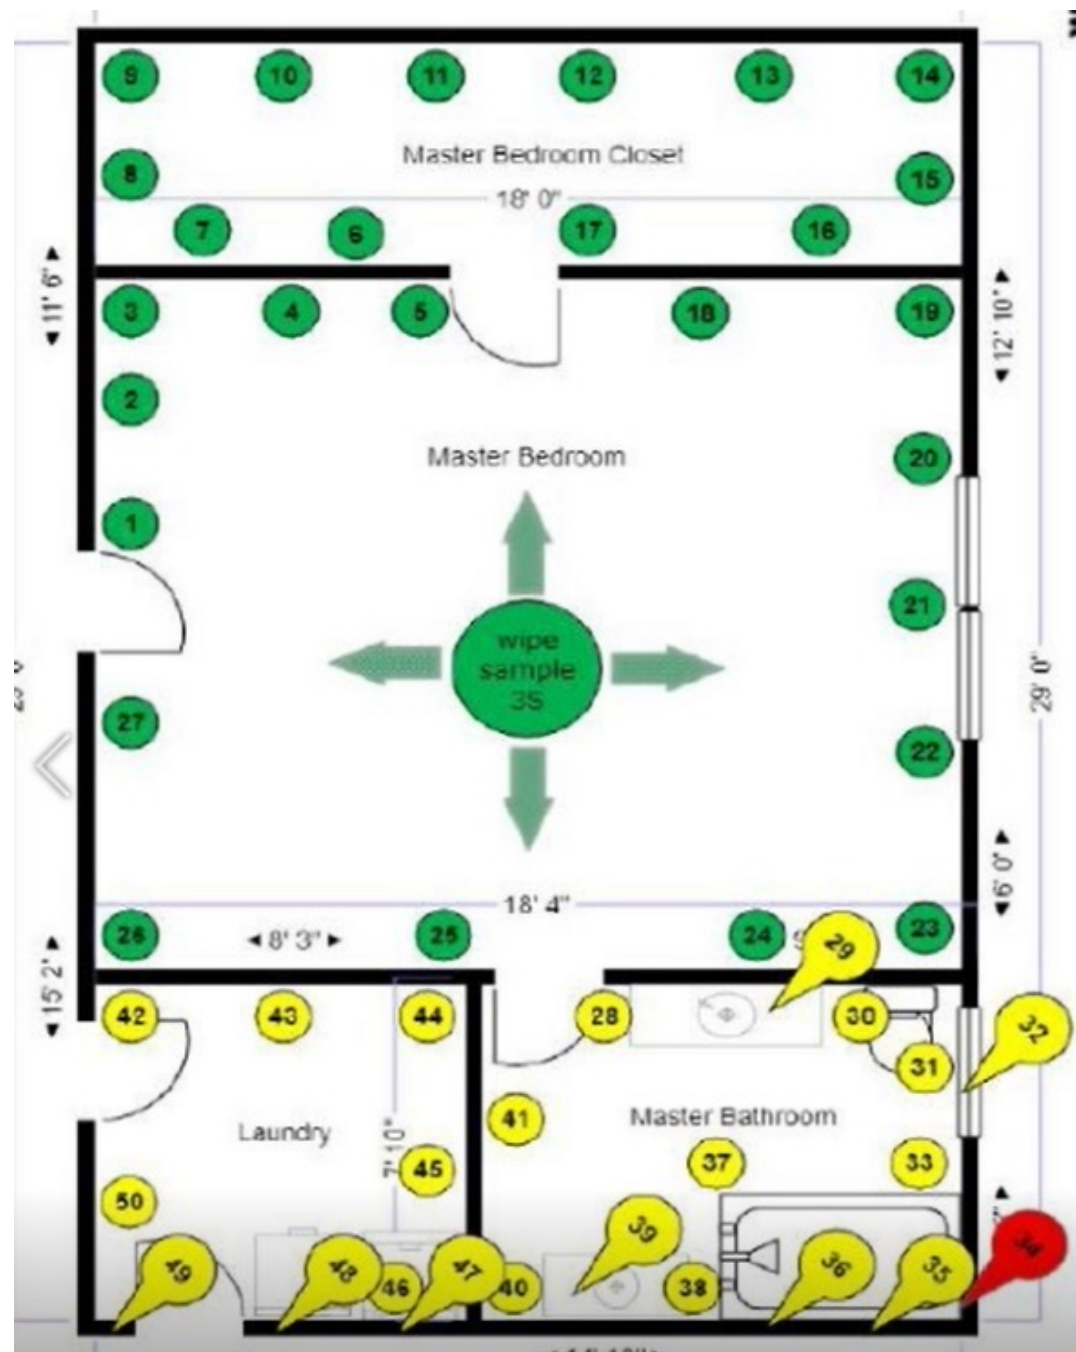 9 10 11 12 13 14
Master Bedroom Closet
8 15
18' 0"
7 6 17 16
11' 6"
3 4 5 18 19
12' 10"
2
Master Bedroom
20
1
21
wipe
sample
3S
29' 0"
27
22
6' 0"
18' 4"
26 8' 3" 25 24 29 23
15' 2"
42 43 44 28 30 32
31
41 Master Bathroom
Laundry
7' 10"
45 37 33
50
39 34
49 48 46 47 40 38 36 35